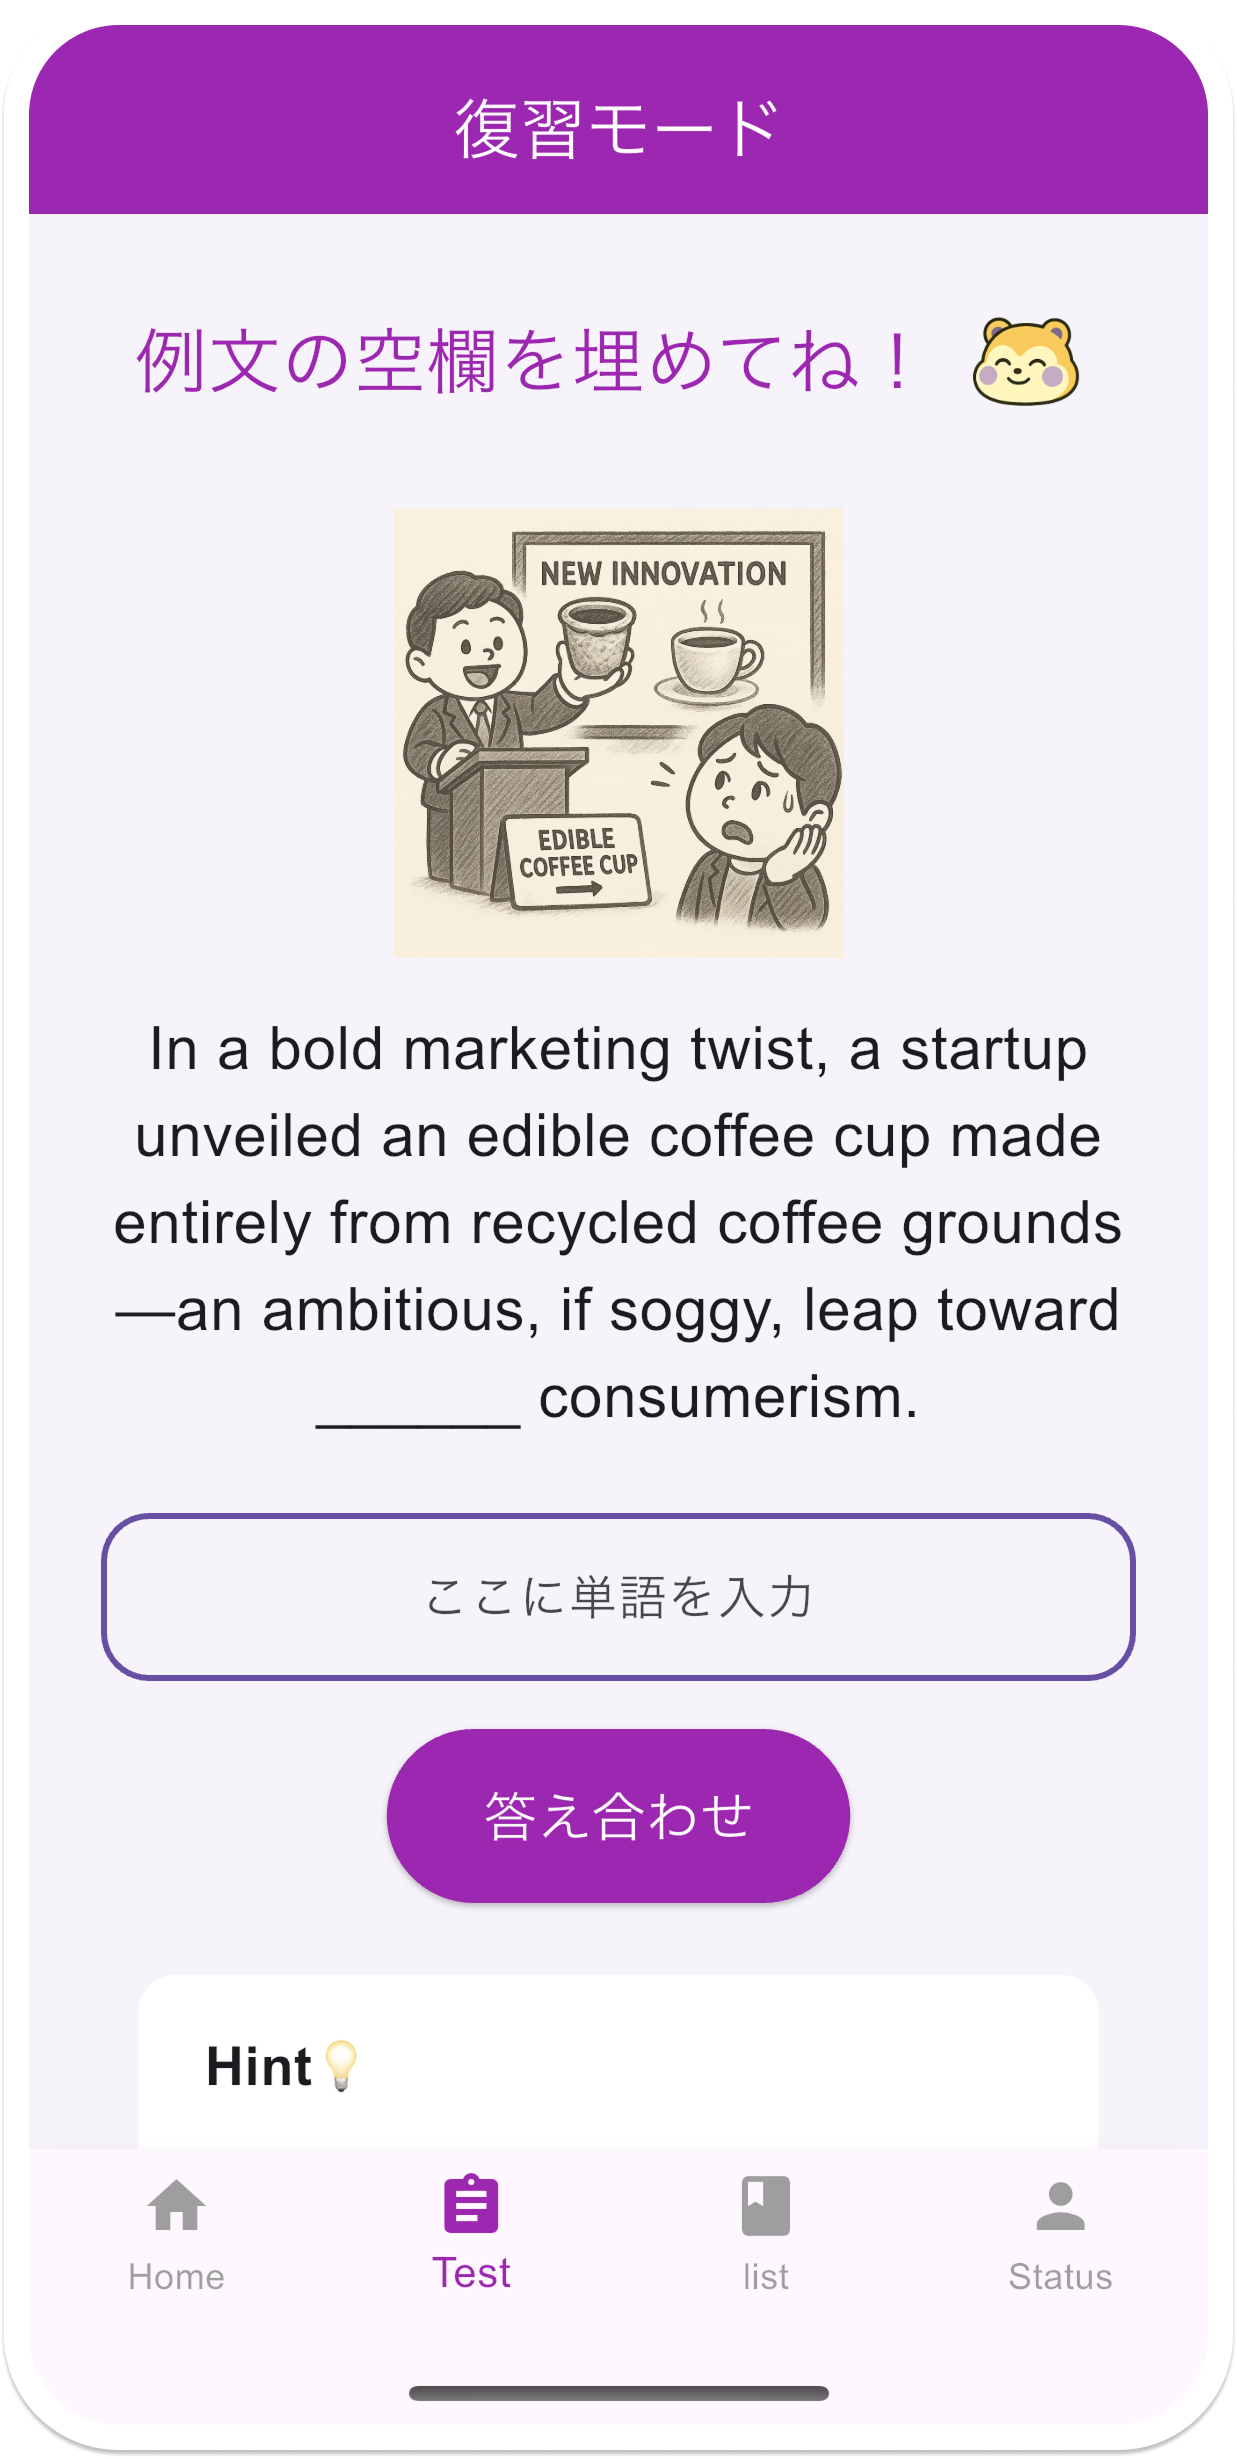 復習モード
例文の空欄を埋めてね！
NEW INNOVATION
EDIBLE
COFFEE CUP
In a bold marketing twist, a startup
unveiled an edible coffee cup made
entirely from recycled coffee grounds
—an ambitious, if soggy, leap toward
______ consumerism.
ここに単語を入力
答え合わせ
Hint💡
Home
Test
list
Status